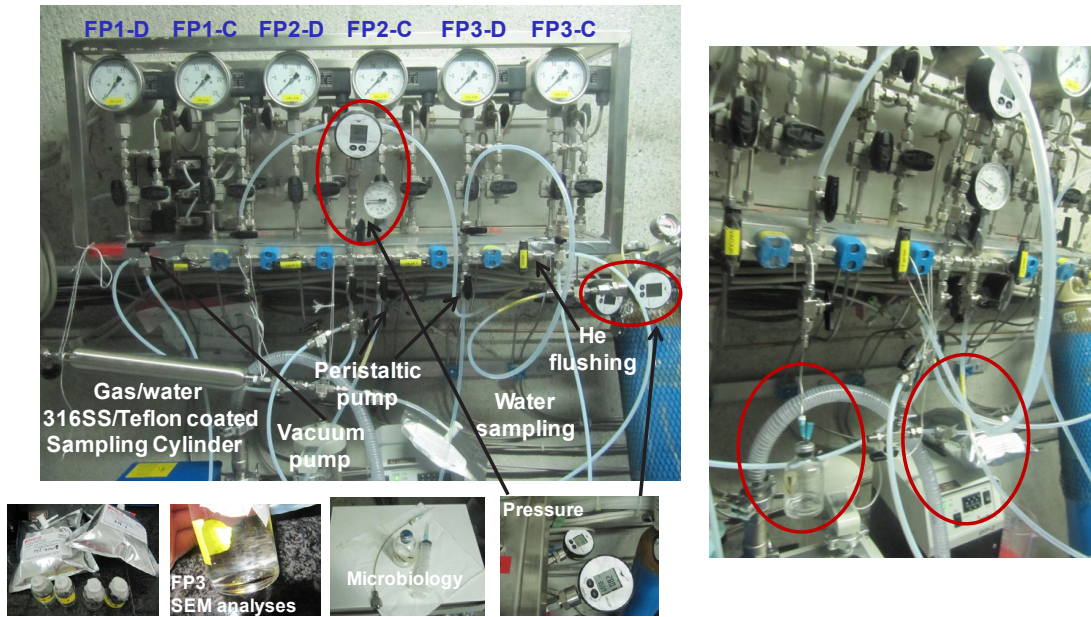 FP1-D FP1-C FP2-D FP2-C FP3-D FP3-C
He
flushing
Peristaltic
pump
Gas/water
316SS/Teflon coated
Sampling Cylinder
Water
sampling
Vacuum
pump
Pressure
Microbiology
FP3
SEM analyses